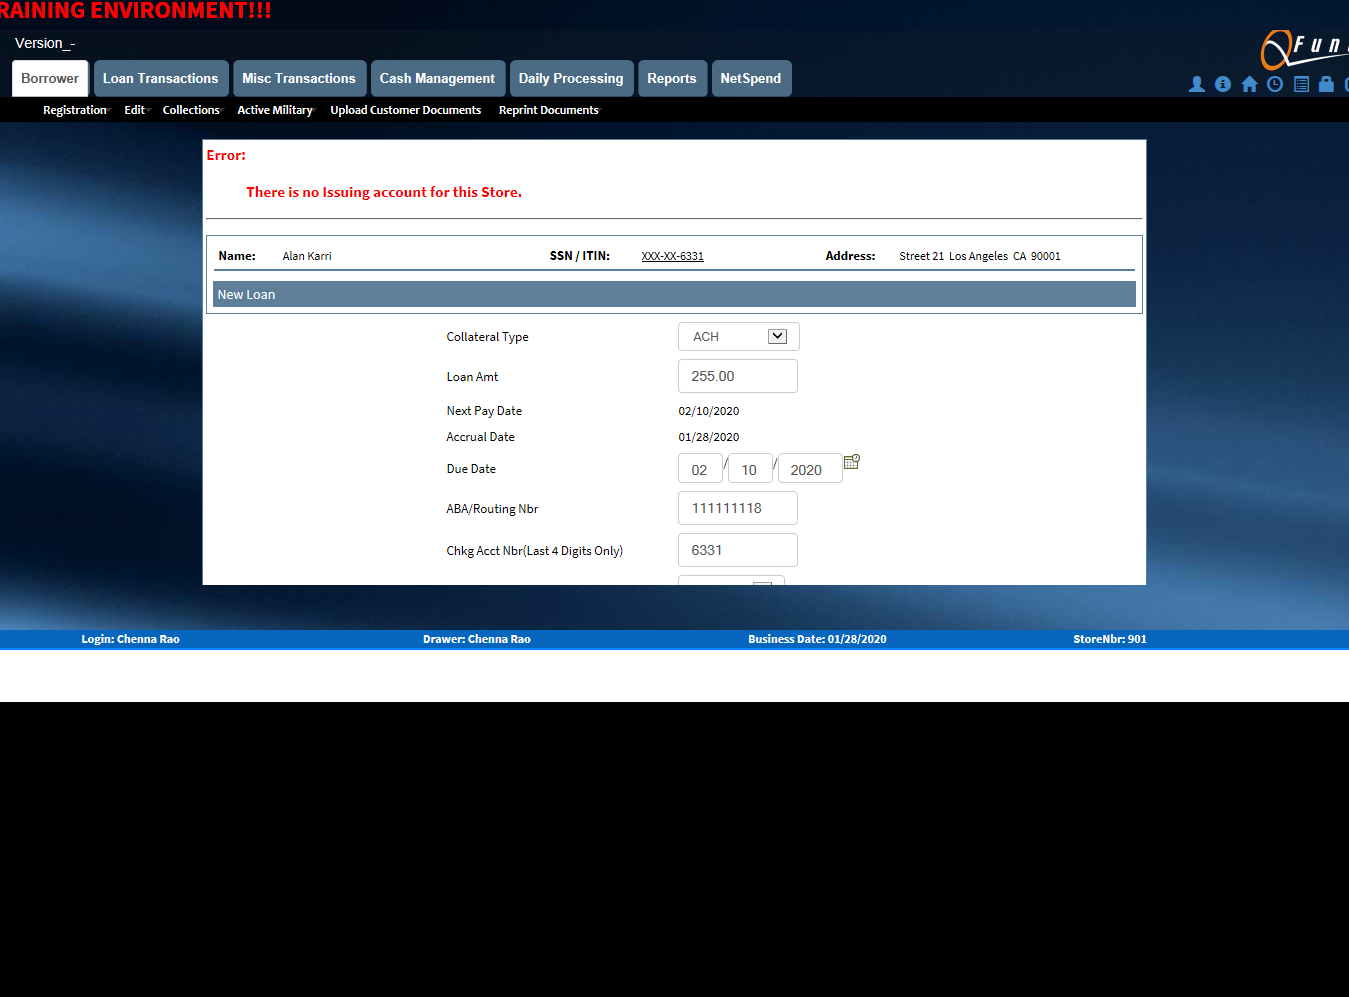 RAINING ENVIRONMENT!!!
Version_-
Fun
Borrower Loan Transactions Misc Transactions Cash Management Daily Processing Reports NetSpend
Registration Edit Collections Active Military Upload Customer Documents Reprint Documents
Error:
There is no Issuing account for this Store.
Name: Alan Karri SSN / ITIN: XXX-XX-6331 Address: Street 21 Los Angeles CA 90001
New Loan
Collateral Type ACH
Loan Amt 255.00
Next Pay Date 02/10/2020
Accrual Date 01/28/2020
Due Date 02 / 10 / 2020
ABA/Routing Nbr 111111118
Chkg Acct Nbr(Last 4 Digits Only) 6331
Login: Chenna Rao Drawer: Chenna Rao Business Date: 01/28/2020 StoreNbr: 901